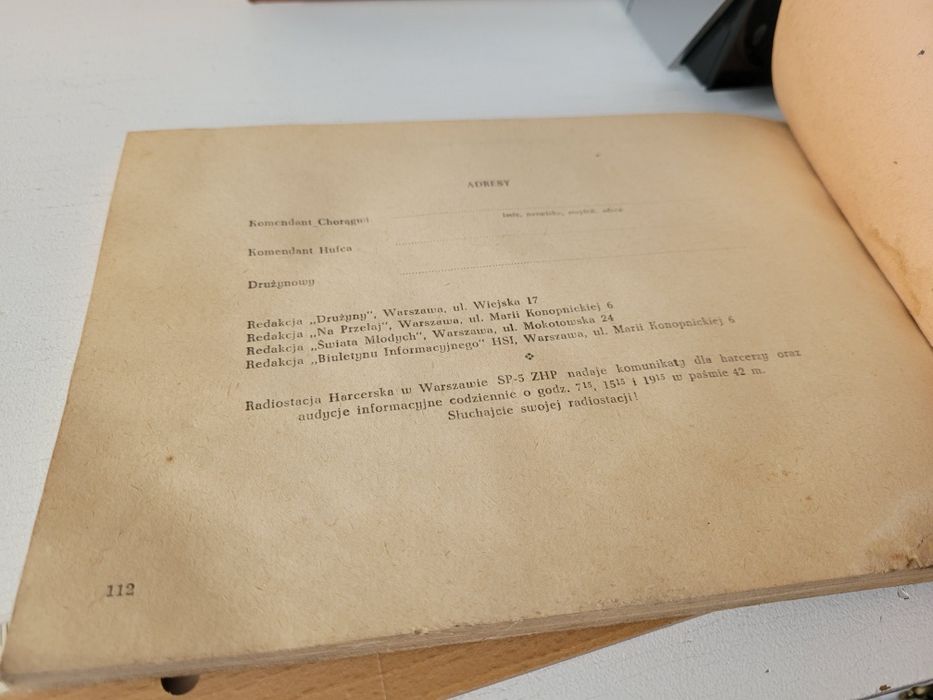 ADRESY
Komendant Chorągwi
imię, nazwisko, stopień, adres
Komendant Hufca
Drużynowy
Redakcja „Drużyny”, Warszawa, ul. Wiejska 17
Redakcja „Na Przełaj”, Warszawa, ul. Marii Konopnickiej 6
Redakcja „Świata Młodych”, Warszawa, ul. Mokotowska 24
Redakcja „Biuletynu Informacyjnego” HSI, Warszawa, ul. Marii Konopnickiej 6
Radiostacja Harcerska w Warszawie SP-5 ZHP nadaje komunikaty dla harcerzy oraz
audycje informacyjne codziennie o godz. 7¹⁵, 15¹⁵ i 19¹⁵ w paśmie 42 m.
Słuchajcie swojej radiostacji!
112